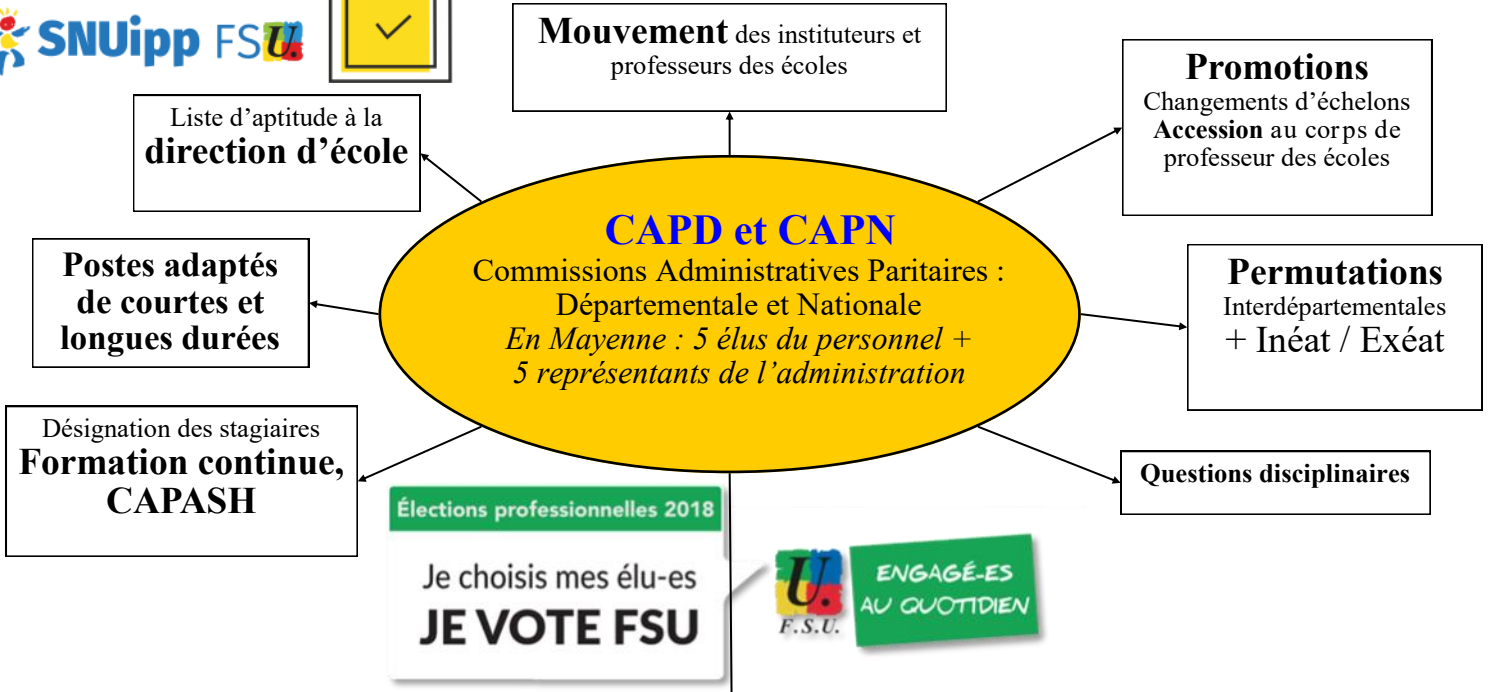 SNUipp FSU
Mouvement des instituteurs et
professeurs des écoles
Promotions
Changements d'échelons
Accession au corps de
professeur des écoles
Liste d'aptitude à la
direction d'école
CAPD et CAPN
Commissions Administratives Paritaires :
Départementale et Nationale
En Mayenne : 5 élus du personnel +
5 représentants de l'administration
Postes adaptés
de courtes et
longues durées
Permutations
Interdépartementales
+ Inéat / Exéat
Désignation des stagiaires
Formation continue,
CAPASH
Questions disciplinaires
Élections professionnelles 2018
Je choisis mes élu-es
JE VOTE FSU
U.
F.S.U.
ENGAGÉ-ES
AU QUOTIDIEN